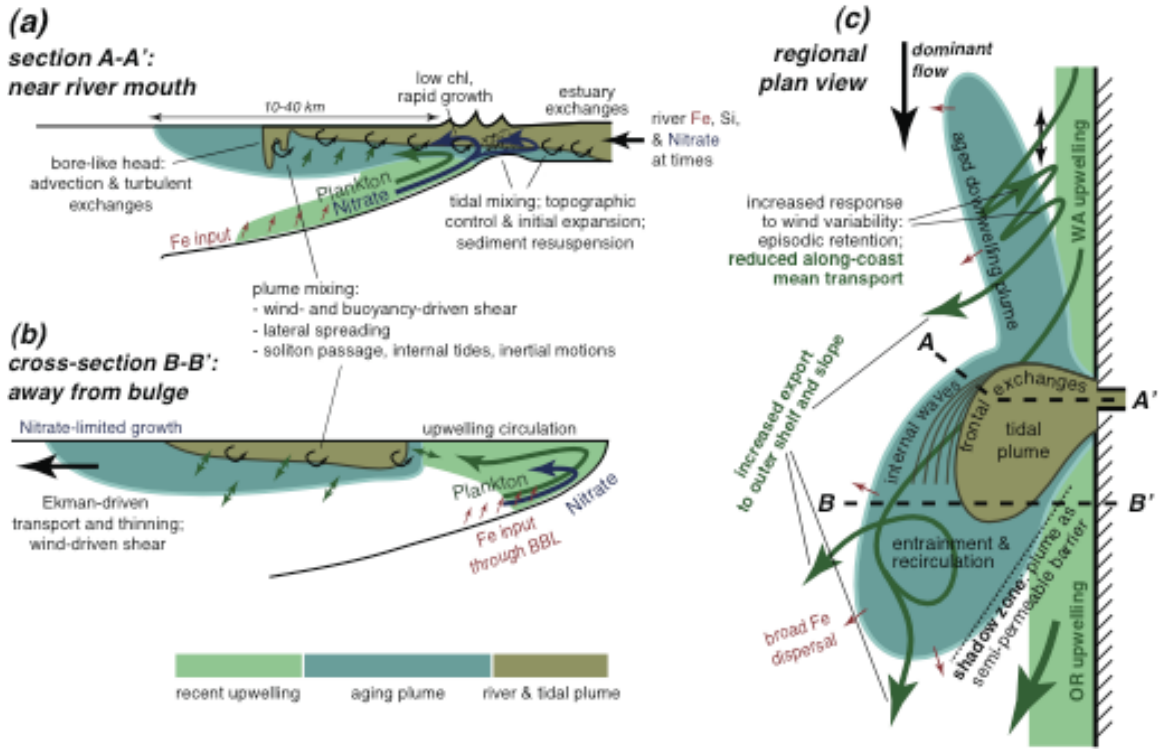 (a)
section A-A':
near river mouth
10-40 km
low chl,
rapid growth
estuary
exchanges
river Fe, Si,
& Nitrate
at times
bore-like head:
advection & turbulent
exchanges
Plankton
Nitrate
Fe input
tidal mixing; topographic
control & initial expansion;
sediment resuspension
plume mixing:
- wind- and buoyancy-driven shear
- lateral spreading
- soliton passage, internal tides, inertial motions
(b)
cross-section B-B':
away from bulge
Nitrate-limited growth
upwelling circulation
Plankton
Nitrate
Fe input
through BBL
Ekman-driven
transport and thinning;
wind-driven shear
recent upwelling
aging plume
river & tidal plume
(c)
regional
plan view
dominant
flow
aged downwelling plume
WA upwelling
increased response
to wind variability:
episodic retention;
reduced along-coast
mean transport
A
A'
internal waves
frontal exchanges
tidal
plume
increased export
to outer shelf and slope
B
B'
entrainment &
recirculation
shadow zone: plume as
semi-permeable barrier
broad Fe
dispersal
OR upwelling